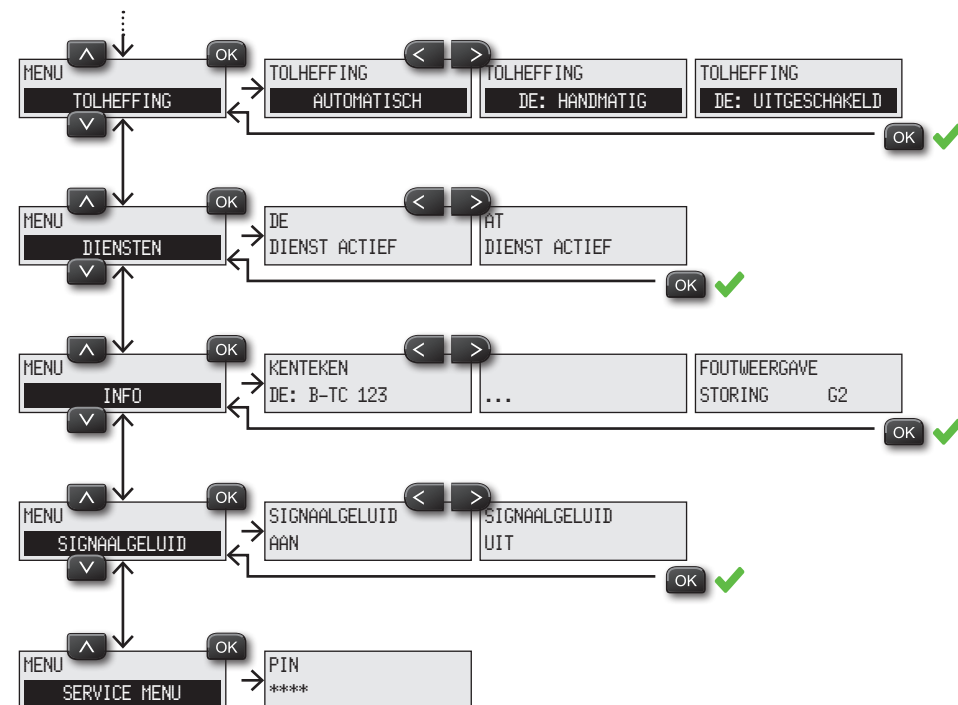 OK
MENU
TOLHEFFING
TOLHEFFING
AUTOMATISCH
TOLHEFFING
DE: HANDMATIG
TOLHEFFING
DE: UITGESCHAKELD
OK
OK
MENU
DIENSTEN
DE
DIENST ACTIEF
AT
DIENST ACTIEF
OK
OK
MENU
INFO
KENTEKEN
DE: B-TC 123
...
FOUTWEERGAVE
STORING G2
OK
OK
MENU
SIGNAALGELUID
SIGNAALGELUID
AAN
SIGNAALGELUID
UIT
OK
OK
MENU
SERVICE MENU
PIN
****